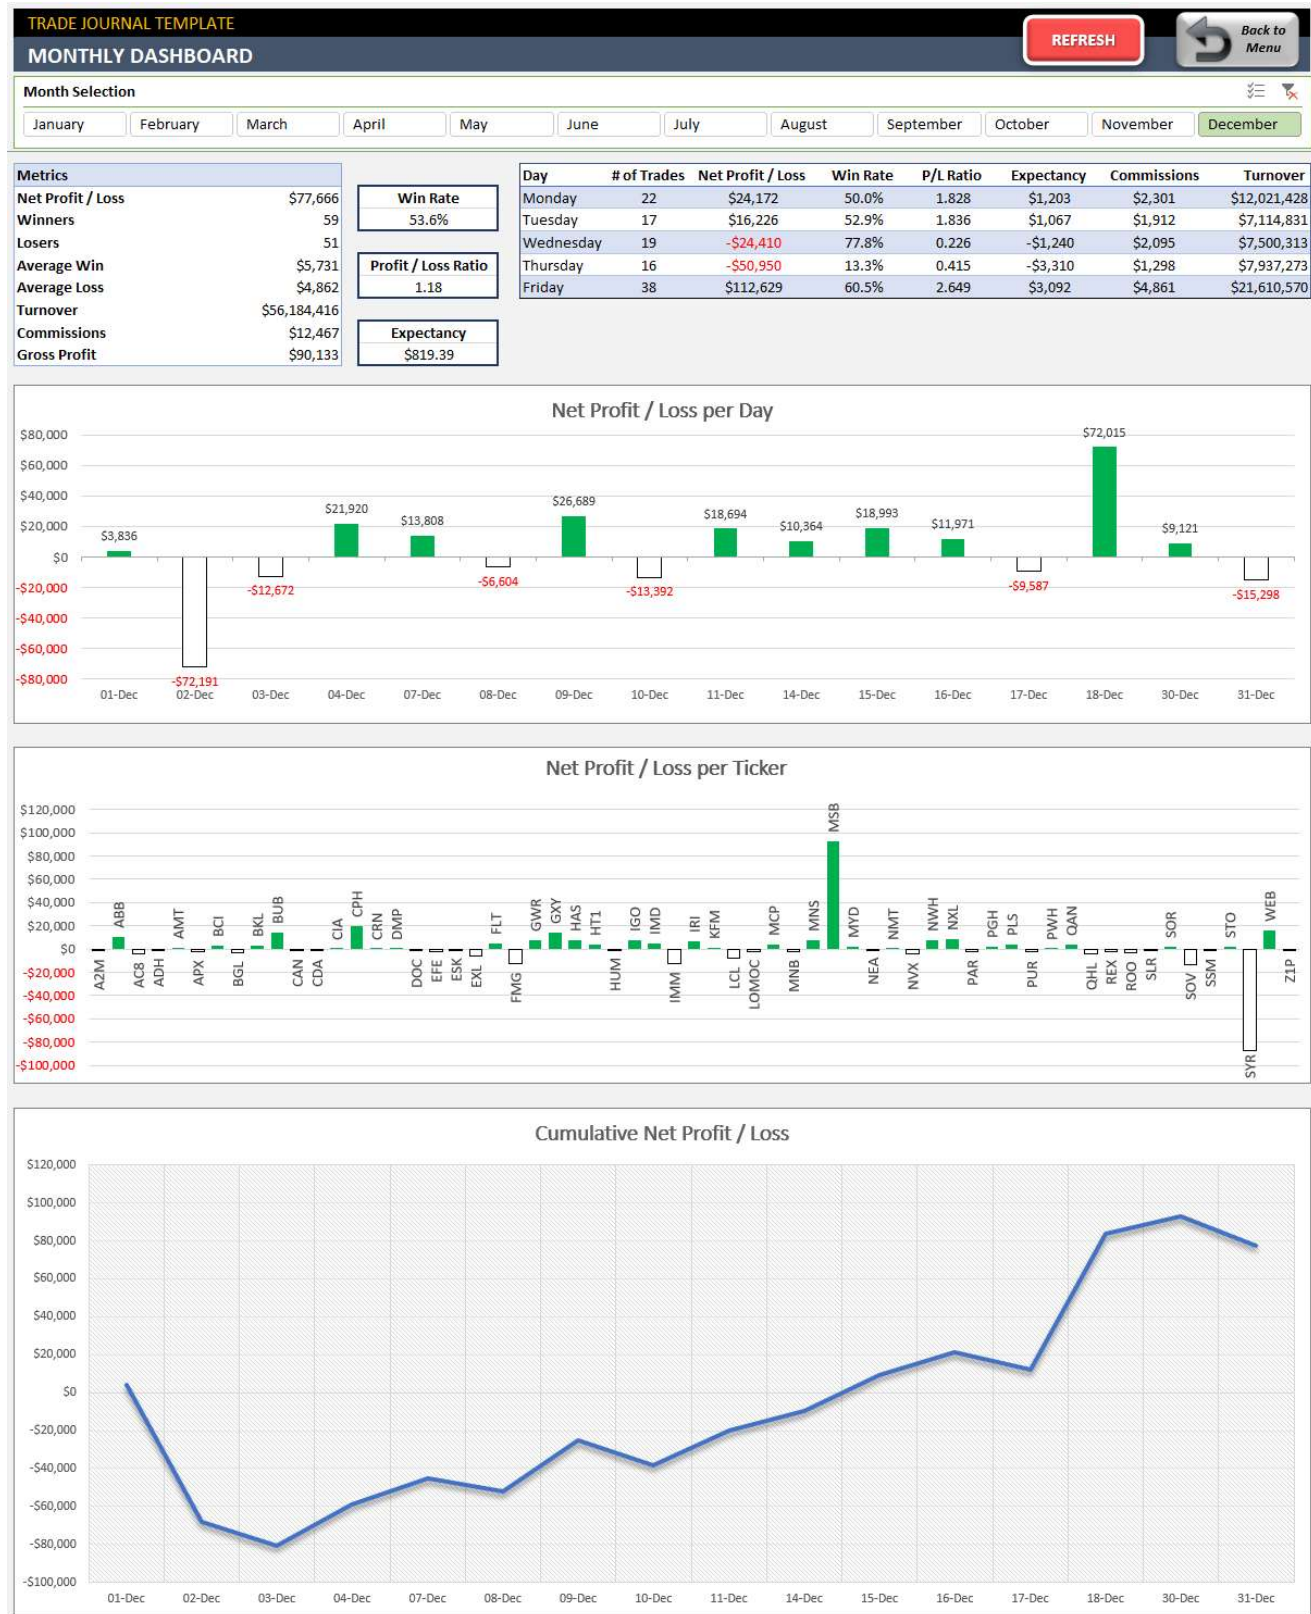 TRADE JOURNAL TEMPLATE
MONTHLY DASHBOARD
REFRESH
Back to
Menu
Month Selection
January February March April May June July August September October November December
Metrics
Net Profit / Loss $77,666
Winners 59
Losers 51
Average Win $5,731
Average Loss $4,862
Turnover $56,184,416
Commissions $12,467
Gross Profit $90,133
Win Rate
53.6%
Profit / Loss Ratio
1.18
Expectancy
$819.39
Day # of Trades Net Profit / Loss Win Rate P/L Ratio Expectancy Commissions Turnover
Monday 22 $24,172 50.0% 1.828 $1,203 $2,301 $12,021,428
Tuesday 17 $16,226 52.9% 1.836 $1,067 $1,912 $7,114,831
Wednesday 19 -$24,410 77.8% 0.226 -$1,240 $2,095 $7,500,313
Thursday 16 -$50,950 13.3% 0.415 -$3,310 $1,298 $7,937,273
Friday 38 $112,629 60.5% 2.649 $3,092 $4,861 $21,610,570
Net Profit / Loss per Day
$80,000
$60,000
$40,000
$20,000
$0
-$20,000
-$40,000
-$60,000
-$80,000
$3,836 -$72,191 -$12,672 $21,920 $13,808 -$6,604 $26,689 -$13,392 $18,694 $10,364 $18,993 $11,971 -$9,587 $72,015 $9,121 -$15,298
01-Dec 02-Dec 03-Dec 04-Dec 07-Dec 08-Dec 09-Dec 10-Dec 11-Dec 14-Dec 15-Dec 16-Dec 17-Dec 18-Dec 30-Dec 31-Dec
Net Profit / Loss per Ticker
$120,000
$100,000
$80,000
$60,000
$40,000
$20,000
$0
-$20,000
-$40,000
-$60,000
-$80,000
-$100,000
A2M ABB AC8 ADH AMT APX BCI BGL BKL BUB CAN CDA CIA CPH CRN DMP DOC EFE ESK EXL FLT FMG GWR GXY HAS HT1 HUM IGO IMD IMM IRI KFM LCL LOMOC MCP MNB MNS MSB MYD NEA NMT NVX NWH NXL PAR PGH PLS PUR PWH QAN QHL REX ROO SLR SOR SOV SSM STO SYR WEB Z1P
Cumulative Net Profit / Loss
$120,000
$100,000
$80,000
$60,000
$40,000
$20,000
$0
-$20,000
-$40,000
-$60,000
-$80,000
-$100,000
01-Dec 02-Dec 03-Dec 04-Dec 07-Dec 08-Dec 09-Dec 10-Dec 11-Dec 14-Dec 15-Dec 16-Dec 17-Dec 18-Dec 30-Dec 31-Dec